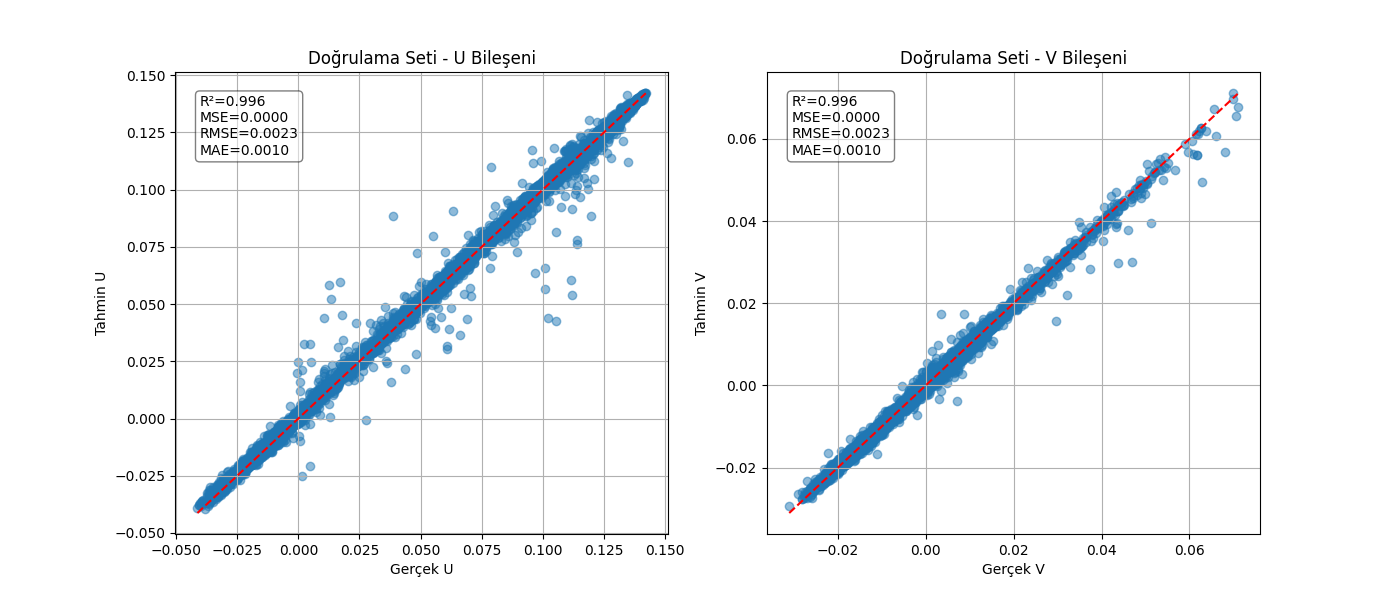 Doğrulama Seti - U Bileşeni
R²=0.996
MSE=0.0000
RMSE=0.0023
MAE=0.0010
Tahmin U
0.150
0.125
0.100
0.075
0.050
0.025
0.000
−0.025
−0.050
−0.050 −0.025 0.000 0.025 0.050 0.075 0.100 0.125 0.150
Gerçek U
Doğrulama Seti - V Bileşeni
R²=0.996
MSE=0.0000
RMSE=0.0023
MAE=0.0010
Tahmin V
0.06
0.04
0.02
0.00
−0.02
−0.02 0.00 0.02 0.04 0.06
Gerçek V